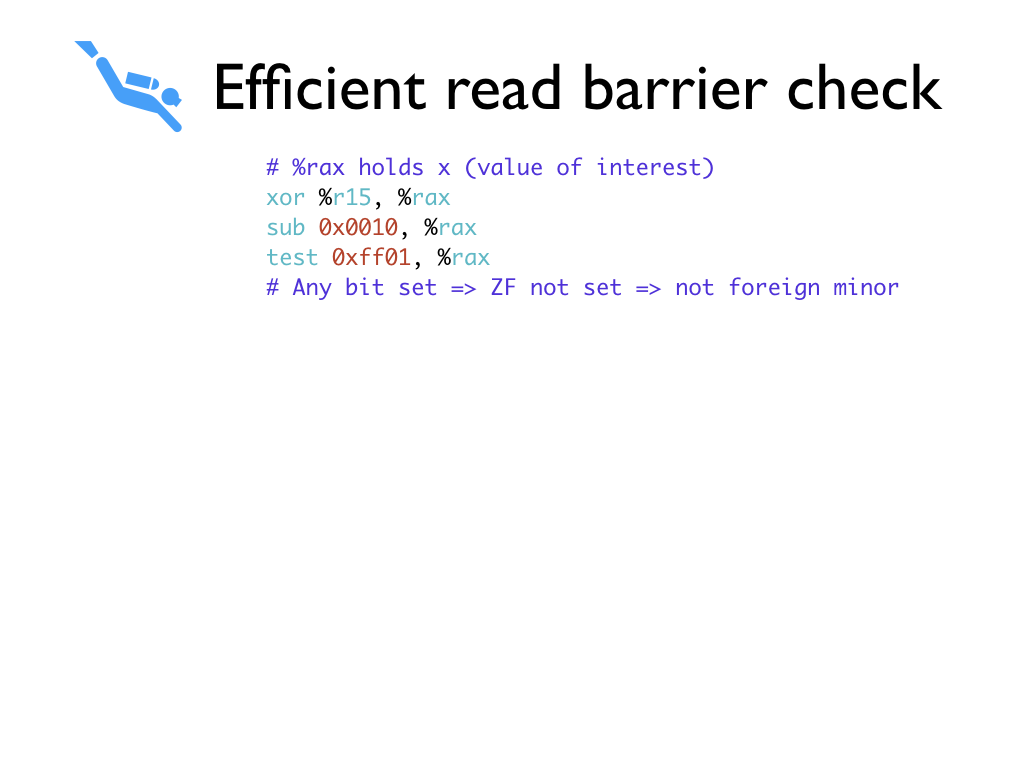 Efficient read barrier check
# %rax holds x (value of interest)
xor %r15, %rax
sub 0x0010, %rax
test 0xff01, %rax
# Any bit set => ZF not set => not foreign minor